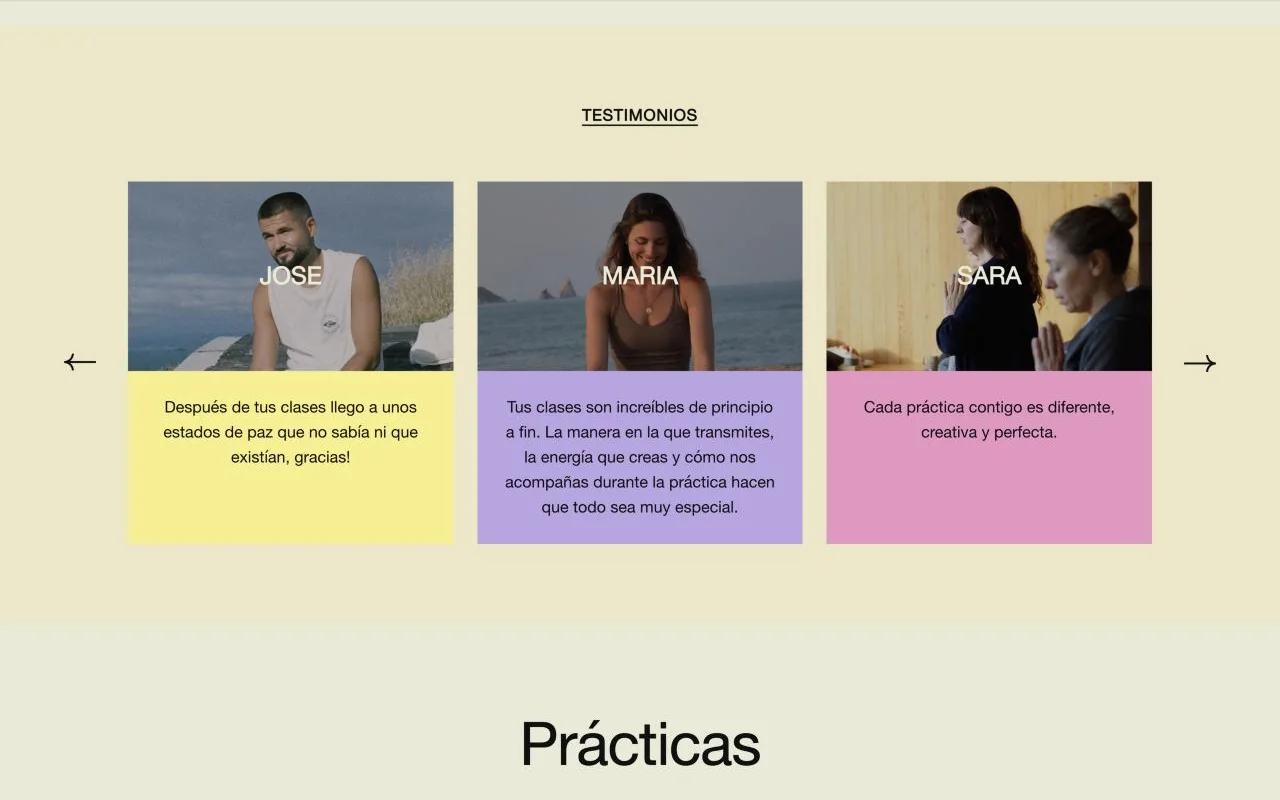 TESTIMONIOS
JOSE
Después de tus clases llego a unos
estados de paz que no sabía ni que
existían, gracias!
MARIA
Tus clases son increíbles de principio
a fin. La manera en la que transmites,
la energía que creas y cómo nos
acompañas durante la práctica hacen
que todo sea muy especial.
SARA
Cada práctica contigo es diferente,
creativa y perfecta.
Prácticas